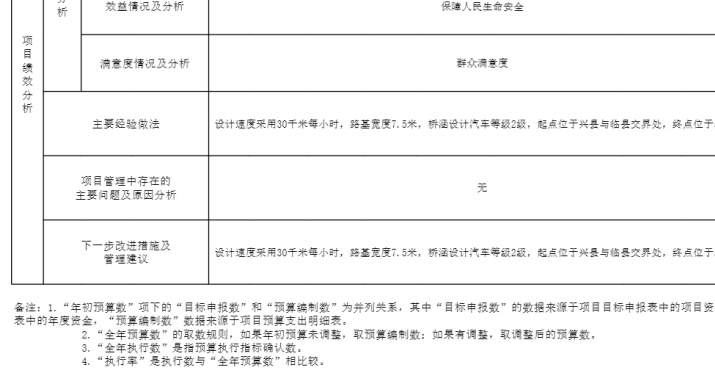 析
效益情况及分析
保障人民生命安全
项目绩效分析
满意度情况及分析
群众满意度
主要经验做法
设计速度采用30千米每小时，路基宽度7.5米，桥涵设计汽车等级2级，起点位于兴县与临县交界处，终点位于
项目管理中存在的
主要问题及原因分析
无
下一步改进措施及
管理建议
设计速度采用30千米每小时，路基宽度7.5米，桥涵设计汽车等级2级，起点位于兴县与临县交界处，终点位于
备注：1.“年初预算数”项下的“目标申报数”和“预算编制数”为并列关系，其中“目标申报数”的数据来源于项目目标申报表中的项目资
表中的年度资金，“预算编制数”数据来源于项目预算支出明细表。
2.“全年预算数”的取数规则，如果年初预算未调整，取预算编制数；如果有调整，取调整后的预算数。
3.“全年执行数”是指预算执行指标确认数。
4.“执行率”是执行数与“全年预算数”相比较。